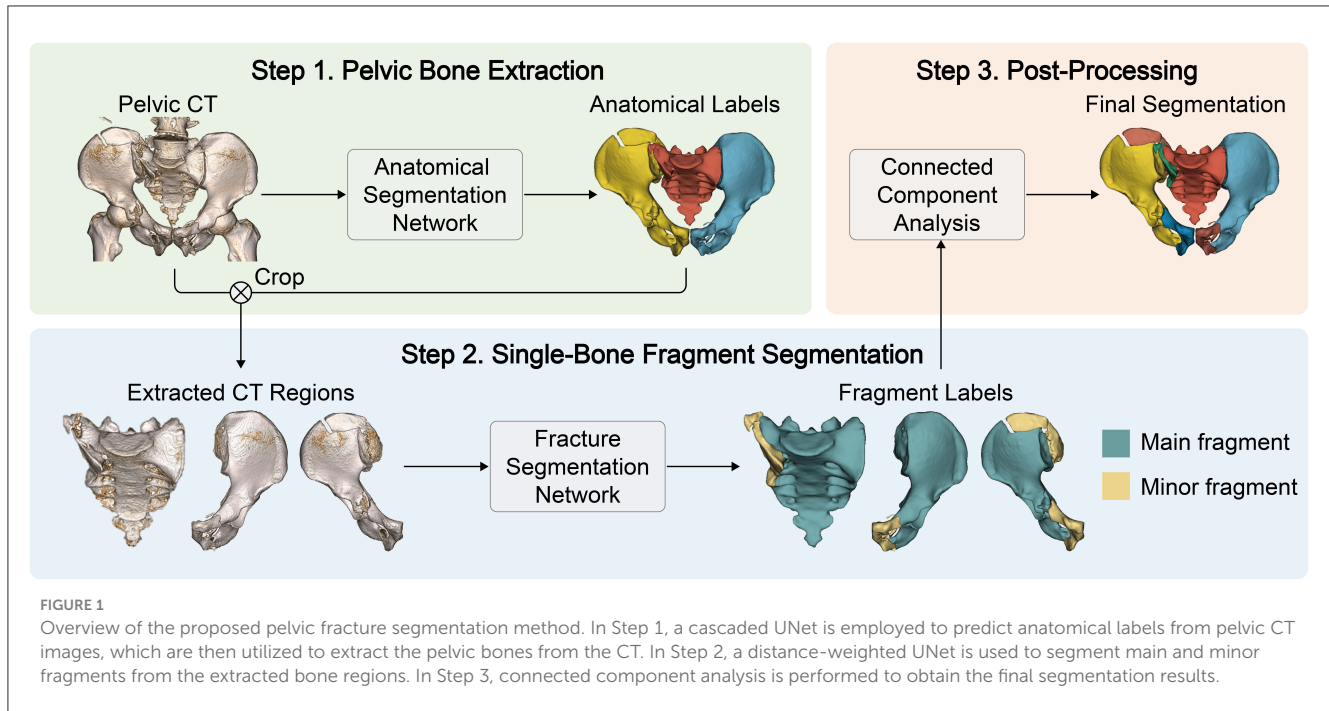 Step 1. Pelvic Bone Extraction
Pelvic CT
Anatomical
Segmentation
Network
Anatomical Labels
Crop
Step 3. Post-Processing
Final Segmentation
Connected
Component
Analysis
Step 2. Single-Bone Fragment Segmentation
Extracted CT Regions
Fracture
Segmentation
Network
Fragment Labels
Main fragment
Minor fragment
FIGURE 1
Overview of the proposed pelvic fracture segmentation method. In Step 1, a cascaded UNet is employed to predict anatomical labels from pelvic CT
images, which are then utilized to extract the pelvic bones from the CT. In Step 2, a distance-weighted UNet is used to segment main and minor
fragments from the extracted bone regions. In Step 3, connected component analysis is performed to obtain the final segmentation results.